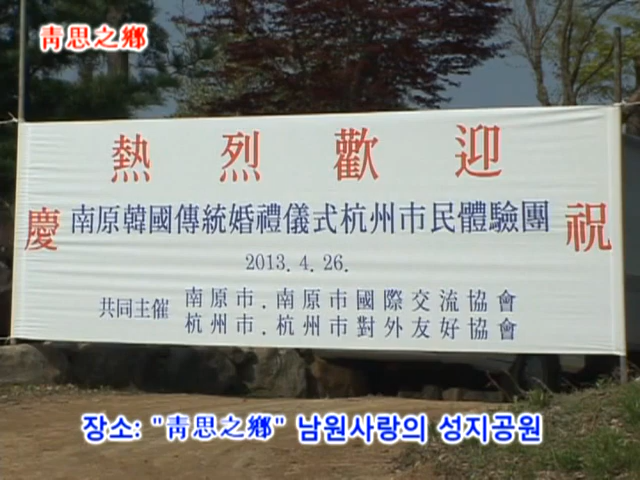 靑思之鄕
熱烈歡迎
慶 南原韓國傳統婚禮儀式杭州市民體驗團 祝
2013. 4. 26.
共同主催
南原市. 南原市國際交流協會
杭州市. 杭州市對外友好協會
장소: "靑思之鄕" 남원사랑의 성지공원